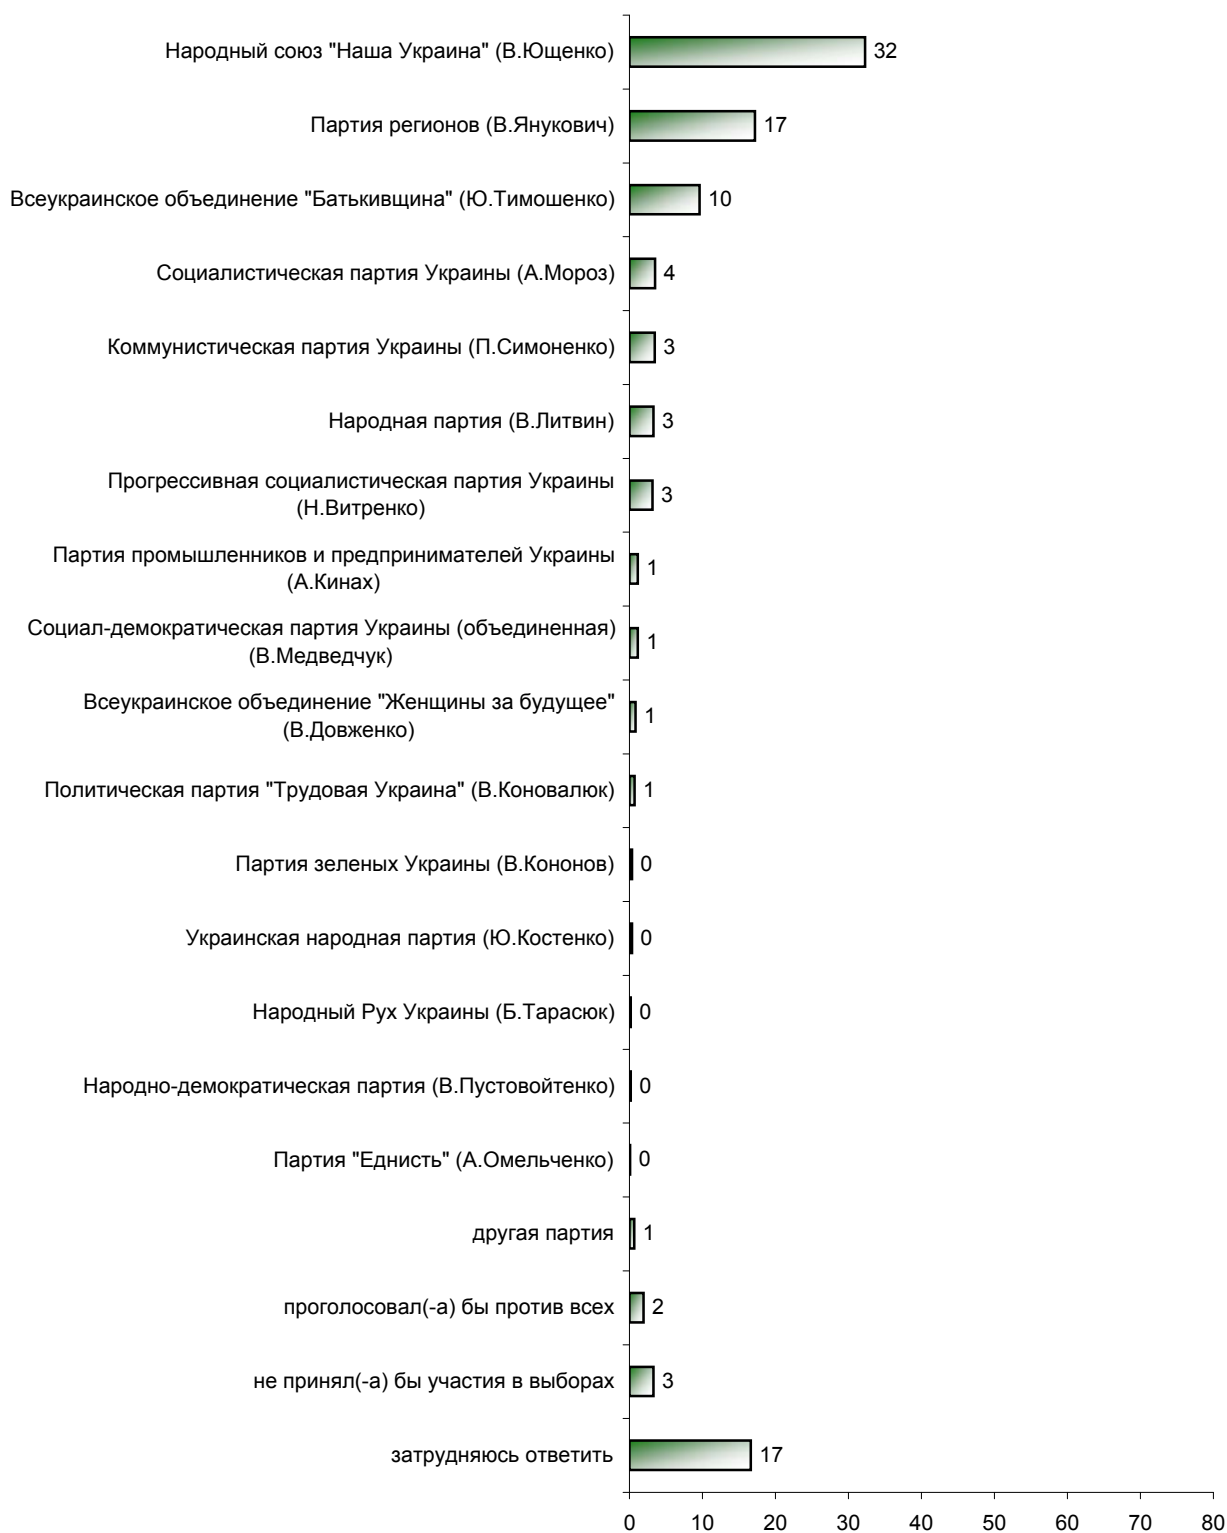 Народный союз "Наша Украина" (В.Ющенко) 32
Партия регионов (В.Янукович) 17
Всеукраинское объединение "Батькивщина" (Ю.Тимошенко) 10
Социалистическая партия Украины (А.Мороз) 4
Коммунистическая партия Украины (П.Симоненко) 3
Народная партия (В.Литвин) 3
Прогрессивная социалистическая партия Украины
(Н.Витренко) 3
Партия промышленников и предпринимателей Украины
(А.Кинах) 1
Социал-демократическая партия Украины (объединенная)
(В.Медведчук) 1
Всеукраинское объединение "Женщины за будущее"
(В.Довженко) 1
Политическая партия "Трудовая Украина" (В.Коновалюк) 1
Партия зеленых Украины (В.Кононов) 0
Украинская народная партия (Ю.Костенко) 0
Народный Рух Украины (Б.Тарасюк) 0
Народно-демократическая партия (В.Пустовойтенко) 0
Партия "Еднисть" (А.Омельченко) 0
другая партия 1
проголосовал(-а) бы против всех 2
не принял(-а) бы участия в выборах 3
затрудняюсь ответить 17
0 10 20 30 40 50 60 70 80